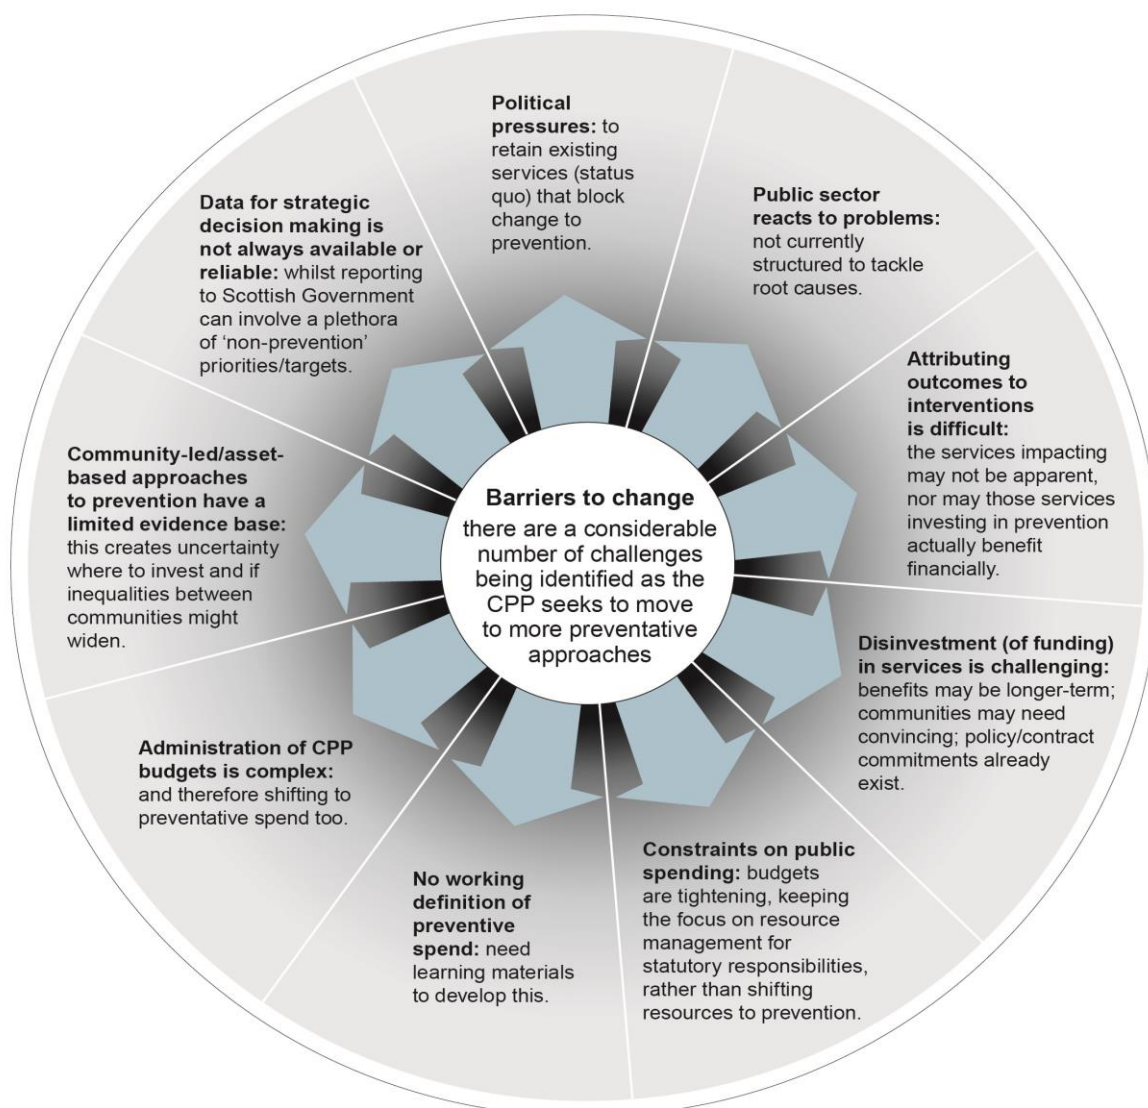 Political
pressures: to
retain existing
services (status
quo) that block
change to
prevention.
Public sector
reacts to problems:
not currently
structured to tackle
root causes.
Attributing
outcomes to
interventions
is difficult:
the services impacting
may not be apparent,
nor may those services
investing in prevention
actually benefit
financially.
Disinvestment (of funding)
in services is challenging:
benefits may be longer-term;
communities may need
convincing; policy/contract
commitments already
exist.
Constraints on public
spending: budgets
are tightening, keeping
the focus on resource
management for
statutory responsibilities,
rather than shifting
resources to prevention.
No working
definition of
preventive
spend: need
learning materials
to develop this.
Administration of CPP
budgets is complex:
and therefore shifting to
preventative spend too.
Community-led/asset-
based approaches
to prevention have a
limited evidence base:
this creates uncertainty
where to invest and if
inequalities between
communities might
widen.
Data for strategic
decision making is
not always available or
reliable: whilst reporting
to Scottish Government
can involve a plethora
of ‘non-prevention’
priorities/targets.
Barriers to change
there are a considerable
number of challenges
being identified as the
CPP seeks to move
to more preventative
approaches